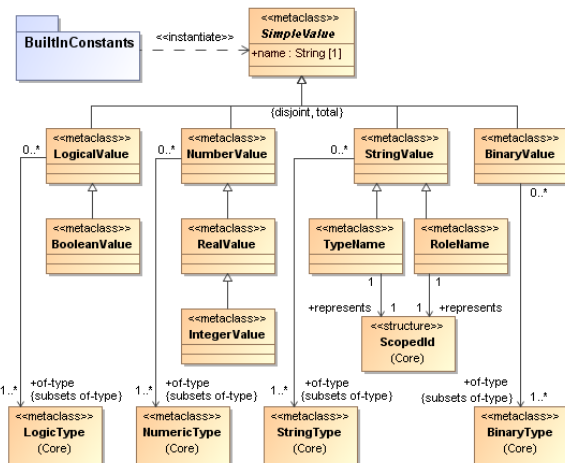 <<metaclass>>
SimpleValue
+name : String [1]
BuiltInConstants
<<instantiate>>
{disjoint, total}
<<metaclass>>
LogicalValue
<<metaclass>>
NumberValue
<<metaclass>>
StringValue
<<metaclass>>
BinaryValue
0..*
0..*
0..*
0..*
<<metaclass>>
BooleanValue
<<metaclass>>
RealValue
<<metaclass>>
TypeName
<<metaclass>>
RoleName
1
1
<<metaclass>>
IntegerValue
+represents
1
1
+represents
<<structure>>
ScopedId
(Core)
+of-type
{subsets of-type}
1..*
+of-type
{subsets of-type}
1..*
+of-type
{subsets of-type}
1..*
+of-type
{subsets of-type}
1..*
<<metaclass>>
LogicType
(Core)
<<metaclass>>
NumericType
(Core)
<<metaclass>>
StringType
(Core)
<<metaclass>>
BinaryType
(Core)